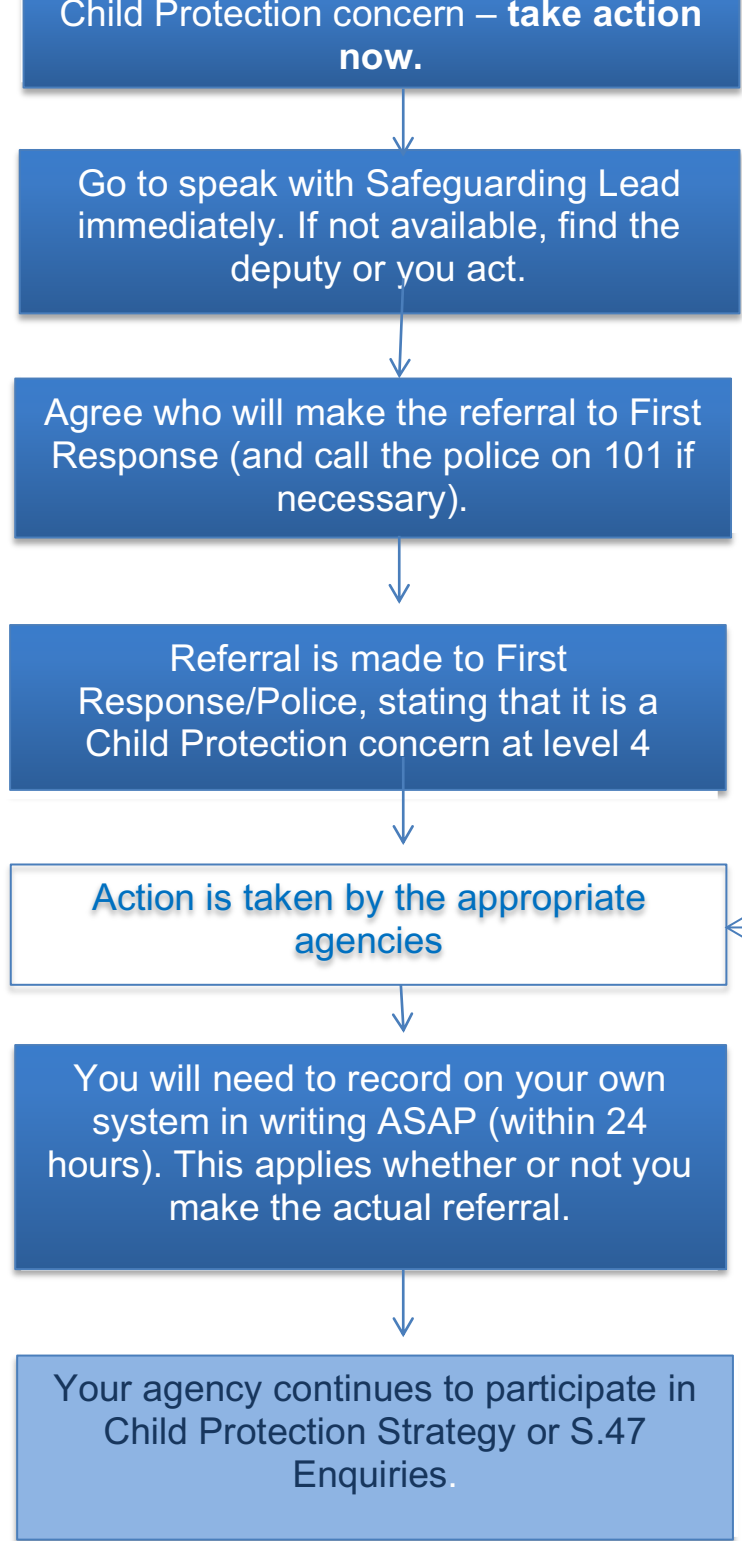 Child Protection concern – take action
now.
Go to speak with Safeguarding Lead
immediately. If not available, find the
deputy or you act.
Agree who will make the referral to First
Response (and call the police on 101 if
necessary).
Referral is made to First
Response/Police, stating that it is a
Child Protection concern at level 4
Action is taken by the appropriate
agencies
You will need to record on your own
system in writing ASAP (within 24
hours). This applies whether or not you
make the actual referral.
Your agency continues to participate in
Child Protection Strategy or S.47
Enquiries.